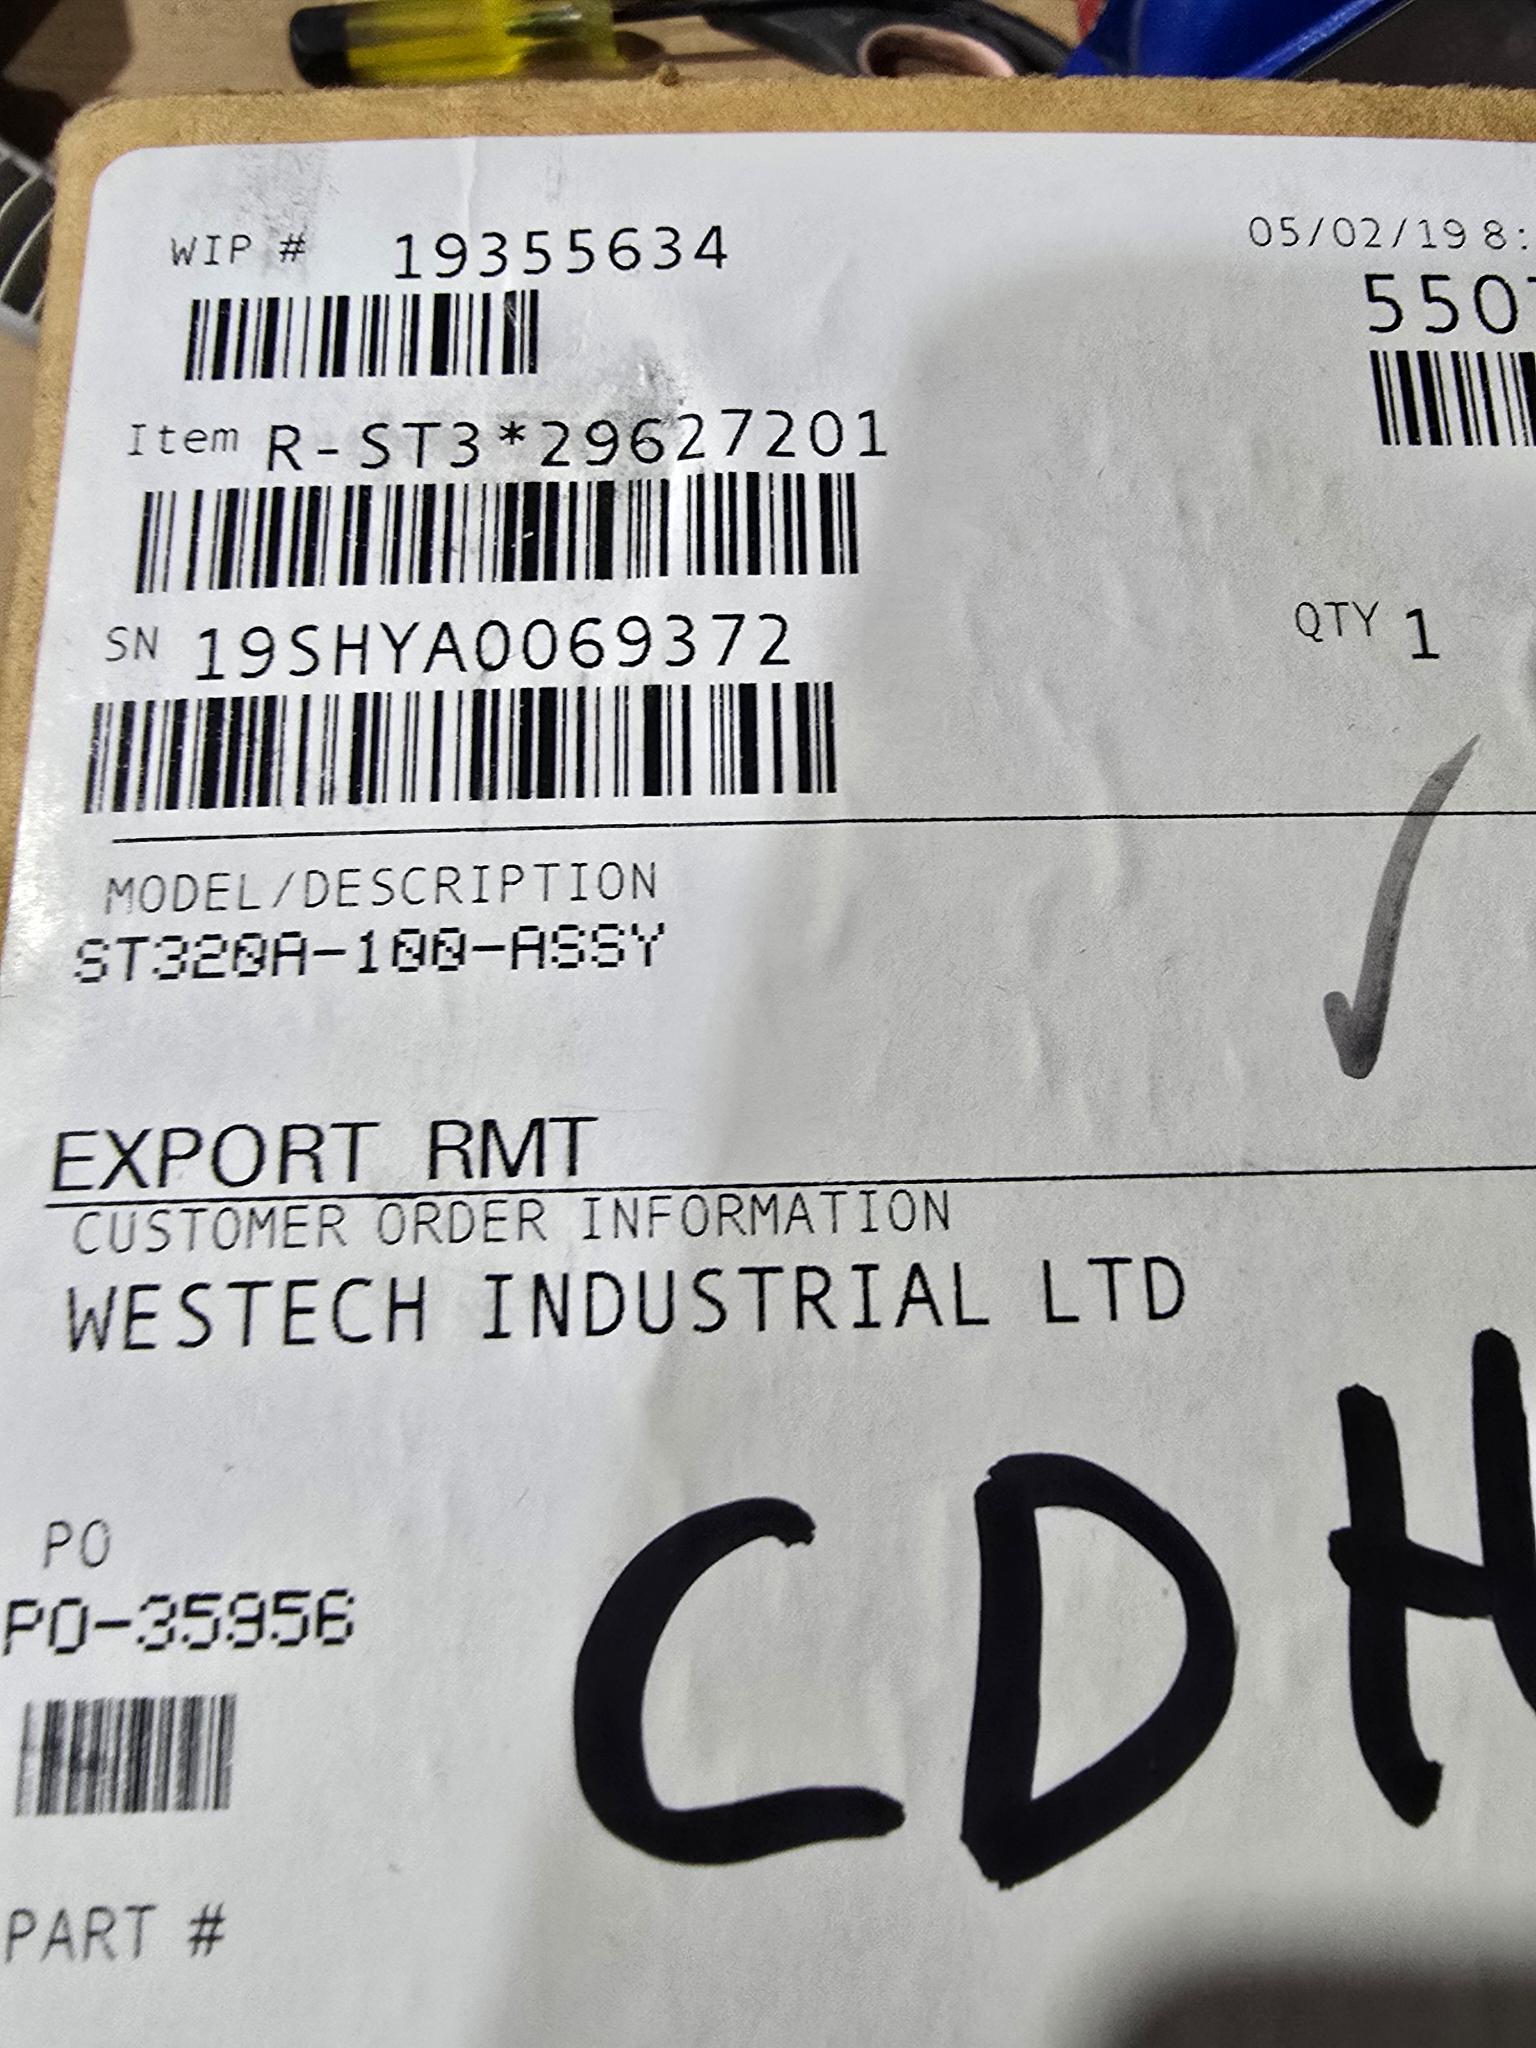 WIP # 19355634
05/02/19 8:
550
Item R-ST3*29627201
SN 19SHYA0069372
QTY 1
MODEL/DESCRIPTION
ST320A-100-ASSY
EXPORT RMT
CUSTOMER ORDER INFORMATION
WESTECH INDUSTRIAL LTD
CDH
PO
PO-35956
PART #